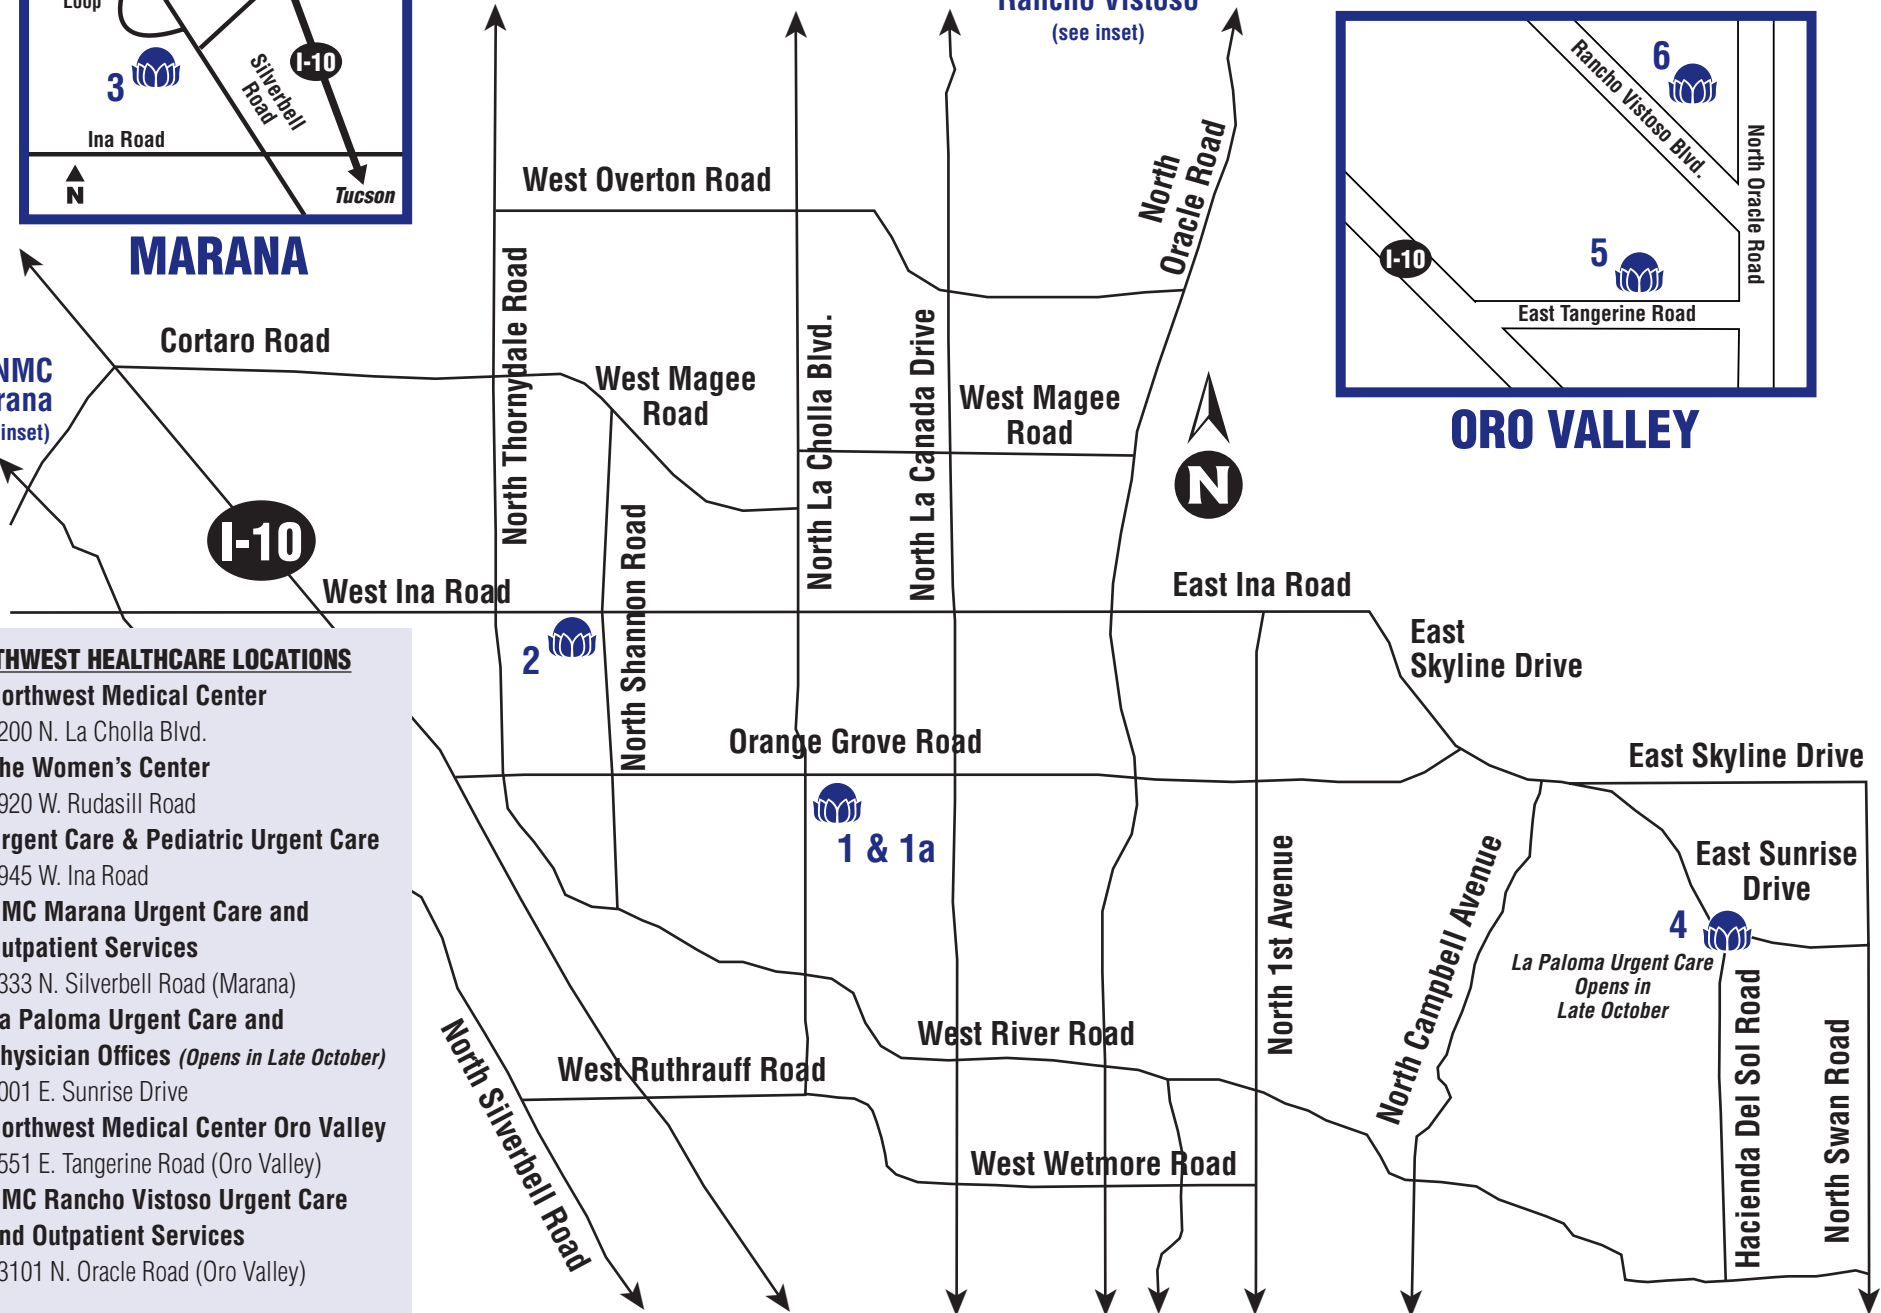 Loop
3
Silverbell
Road
I-10
Ina Road
N
Tucson
MARANA
Rancho Vistoso
(see inset)
6
Rancho Vistoso Blvd.
North Oracle Road
I-10
5
East Tangerine Road
ORO VALLEY
West Overton Road
North
Oracle Road
North Thornydale Road
Cortaro Road
West Magee
Road
North La Cholla Blvd.
North La Canada Drive
West Magee
Road
N
NMC
rana
inset)
I-10
West Ina Road
East Ina Road
East
Skyline Drive
2
North Shannon Road
Orange Grove Road
East Skyline Drive
1 & 1a
North 1st Avenue
North Campbell Avenue
East Sunrise
Drive
4
La Paloma Urgent Care
Opens in
Late October
Hacienda Del Sol Road
North Swan Road
West River Road
West Ruthrauff Road
North Silverbell Road
West Wetmore Road
THWEST HEALTHCARE LOCATIONS
orthwest Medical Center
200 N. La Cholla Blvd.
he Women's Center
920 W. Rudasill Road
rgent Care & Pediatric Urgent Care
945 W. Ina Road
MC Marana Urgent Care and
utpatient Services
333 N. Silverbell Road (Marana)
a Paloma Urgent Care and
hysician Offices (Opens in Late October)
001 E. Sunrise Drive
orthwest Medical Center Oro Valley
551 E. Tangerine Road (Oro Valley)
MC Rancho Vistoso Urgent Care
nd Outpatient Services
3101 N. Oracle Road (Oro Valley)